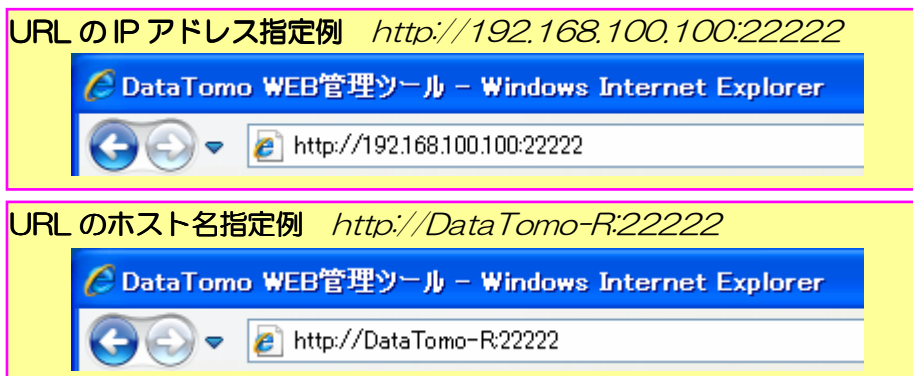 URL の IP アドレス指定例 http://192.168.100.100:22222
DataTomo WEB管理ツール - Windows Internet Explorer
http://192.168.100.100:22222
URL のホスト名指定例 http://DataTomo-R:22222
DataTomo WEB管理ツール - Windows Internet Explorer
http://DataTomo-R:22222